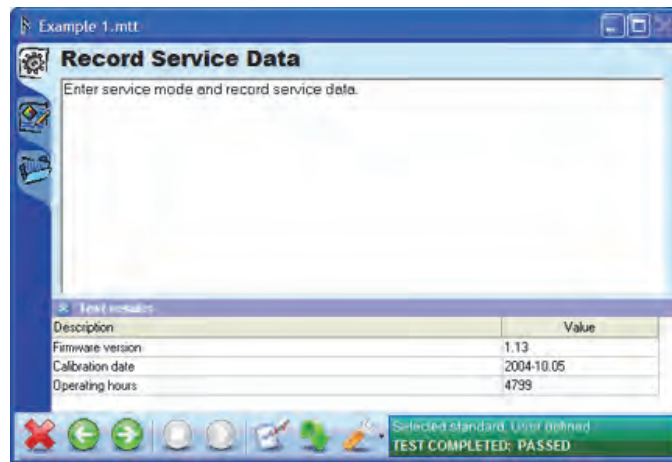 Example 1.mtt
Record Service Data
Enter service mode and record service data.
Test results
Description Value
Firmware version 1.13
Calibration date 2004-10.05
Operating hours 4799
Selected standard, User defined
TEST COMPLETED: PASSED